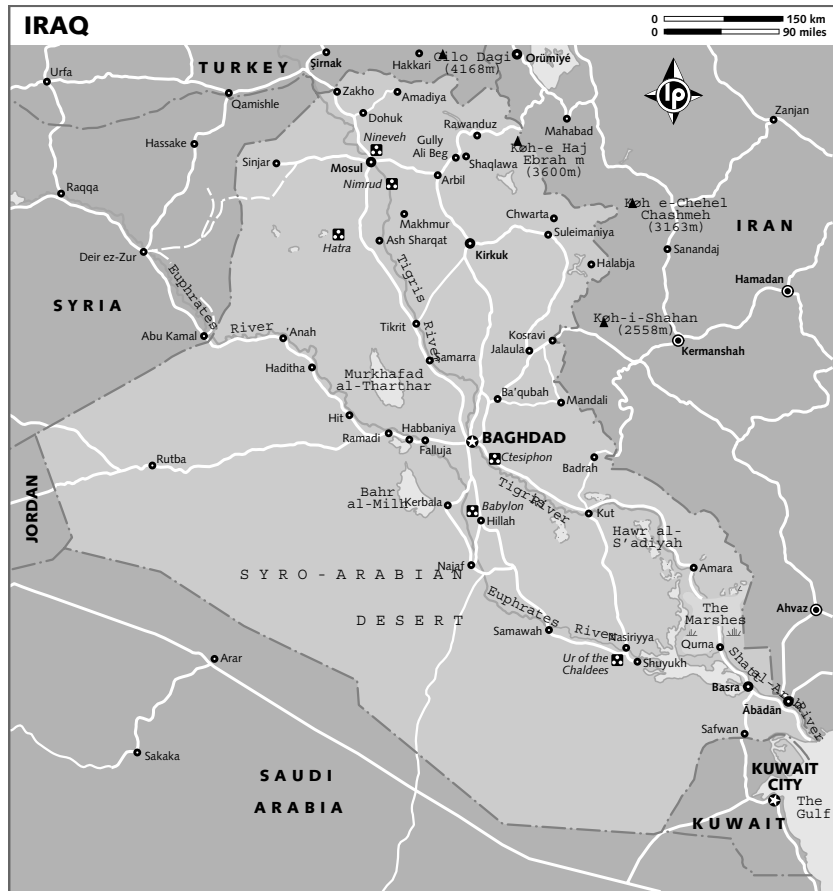 IRAQ
0 150 km
0 90 miles
TURKEY
Şirnak
Hakkari
Gilo Dagi
(4168m)
Orūmiyé
Urfa
Qamishle
Zakho
Amadiya
Dohuk
Nineveh
Rawanduz
Mahabad
Zanjan
lp
Hassake
Sinjar
Mosul
Gully
Ali Beg
Shaqlawa
Køh-e Haj
Ebrah m
(3600m)
Nimrud
Arbil
Raqqa
Makhmur
Chwarta
Køh e-Chehel
Chashmeh
(3163m)
IRAN
Hatra
Ash Sharqat
Kirkuk
Suleimaniya
Sanandaj
Deir ez-Zur
Halabja
Hamadan
SYRIA
Euphrates
River
Tigris
River
Abu Kamal
'Anah
Tikrit
Køh-i-Shahan
(2558m)
Kosravi
Jalaula
Kermanshah
Haditha
Samarra
Murkhafad
al-Tharthar
Ba'qubah
Mandali
Hit
Ramadi
Habbaniya
Falluja
BAGHDAD
Rutba
Ctesiphon
Badrah
JORDAN
Bahr
al-Milh
Kerbala
Babylon
Hillah
Tigris
River
Kut
Hawr al-
S'adiyah
Najaf
Amara
SYRO-ARABIAN
DESERT
Euphrates River
The
Marshes
Ahvaz
Samawah
Nasiriyya
Qurna
Ur of the
Chaldees
Shuyukh
Shatt al-Arab
River
Arar
Basra
Ābādān
Safwan
Sakaka
SAUDI
ARABIA
KUWAIT
CITY
The
Gulf
KUWAIT